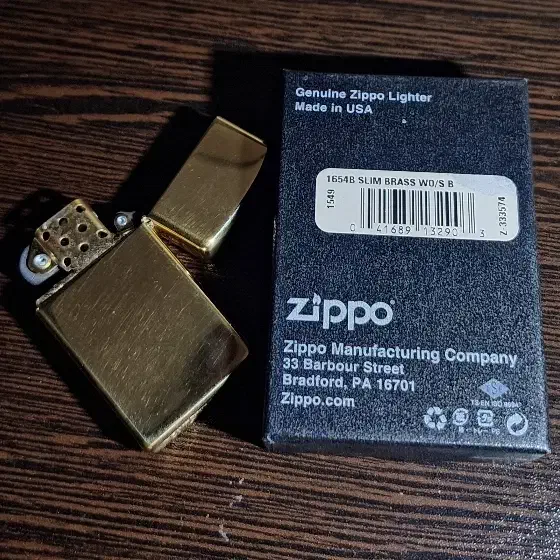 Genuine Zippo Lighter
Made in USA
1654B SLIM BRASS WO/S B
1549
Z.333574
0 41689 13290 3
zippo®
Zippo Manufacturing Company
33 Barbour Street
Bradford, PA 16701
Zippo.com